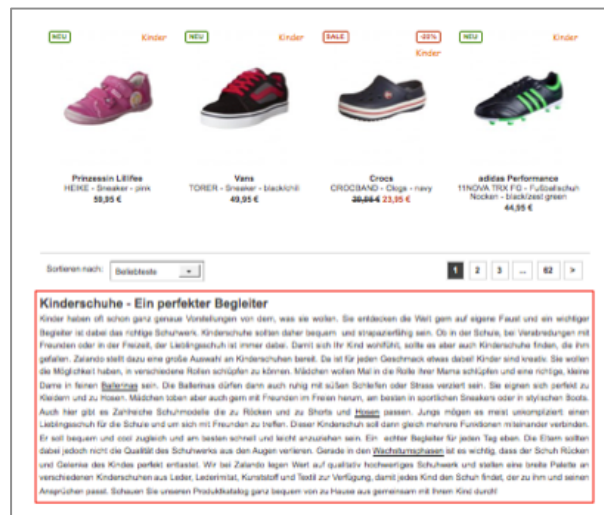 NEU Kinder NEU Kinder SALE -20% NEU Kinder
Kinder
Prinzessin Lillifee Vans Crocs adidas Performance
HEIKE - Sneaker - pink TORER - Sneaker - black/chili CROCBAND - Clogs - navy 11NOVA TRX FG - Fußballschuh
59,95 € 49,95 € 23,95 € Nocken - black/zest green
44,95 €
Sortieren nach: Beliebteste 1 2 3 ... 62 >
Kinderschuhe - Ein perfekter Begleiter
Kinder haben oft schon ganz genaue Vorstellungen von dem, was sie wollen. Sie entdecken die Welt gern auf eigene Faust und ein wichtiger
Begleiter ist dabei das richtige Schuhwerk. Kinderschuhe sollten daher bequem und strapazierfähig sein. Ob in der Schule, bei Verabredungen mit
Freunden oder in der Freizeit, der Lieblingsschuh ist immer dabei. Damit sich Ihr Kind wohlfühlt, sollte es aber auch Kinderschuhe finden, die ihm
gefallen. Zalando stellt dazu eine große Auswahl an Kinderschuhen bereit. Da ist für jeden Geschmack etwas dabei! Kinder sind kreativ. Sie wollen
die Möglichkeit haben, in verschiedene Rollen schlüpfen zu können. Mädchen wollen Mal in die Rolle ihrer Mama schlüpfen und eine richtige, kleine
Dame in feinen Ballerinas sein. Die Ballerinas dürfen dann auch ruhig mit süßen Schleifen oder Strass verziert sein. Sie eignen sich perfekt zu
Kleidern und zu Hosen. Mädchen toben aber auch gern mit Freunden im Freien herum, am besten in sportlichen Sneakers oder in stylischen Boots.
Auch hier gibt es Zahlreiche Schuhmodelle die zu Röcken und zu Shorts und Hosen passen. Jungs mögen es meist unkompliziert: einen
Lieblingsschuh für die Schule und um sich mit Freunden zu treffen. Dieser Kinderschuh soll dann gleich mehrere Funktionen miteinander verbinden.
Er soll bequem und cool zugleich und am besten schnell und leicht anzuziehen sein. Ein echter Begleiter für jeden Tag eben. Die Eltern sollten
dabei jedoch nicht die Qualität des Schuhwerks aus den Augen verlieren. Gerade in den Wachstumsphasen ist es wichtig, dass der Schuh Rücken
und Gelenke des Kindes perfekt entlastet. Wir bei Zalando legen Wert auf qualitativ hochwertiges Schuhwerk und stellen eine breite Palette an
verschiedenen Kinderschuhen aus Leder, Lederimitat, Kunststoff und Textil zur Verfügung, damit jedes Kind den Schuh findet, der zu ihm und seinen
Ansprüchen passt. Schauen Sie unseren Produktkatalog ganz bequem von zu Hause aus gemeinsam mit Ihrem Kind durch!